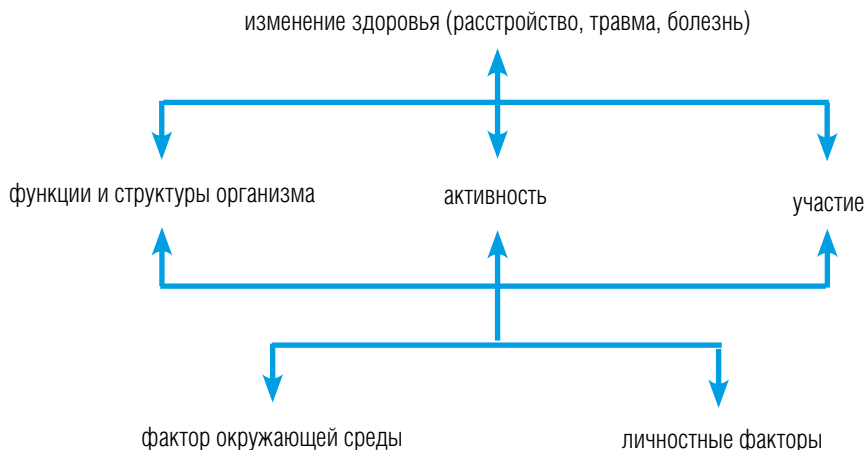 изменение здоровья (расстройство, травма, болезнь)
функции и структуры организма
активность
участие
фактор окружающей среды
личностные факторы